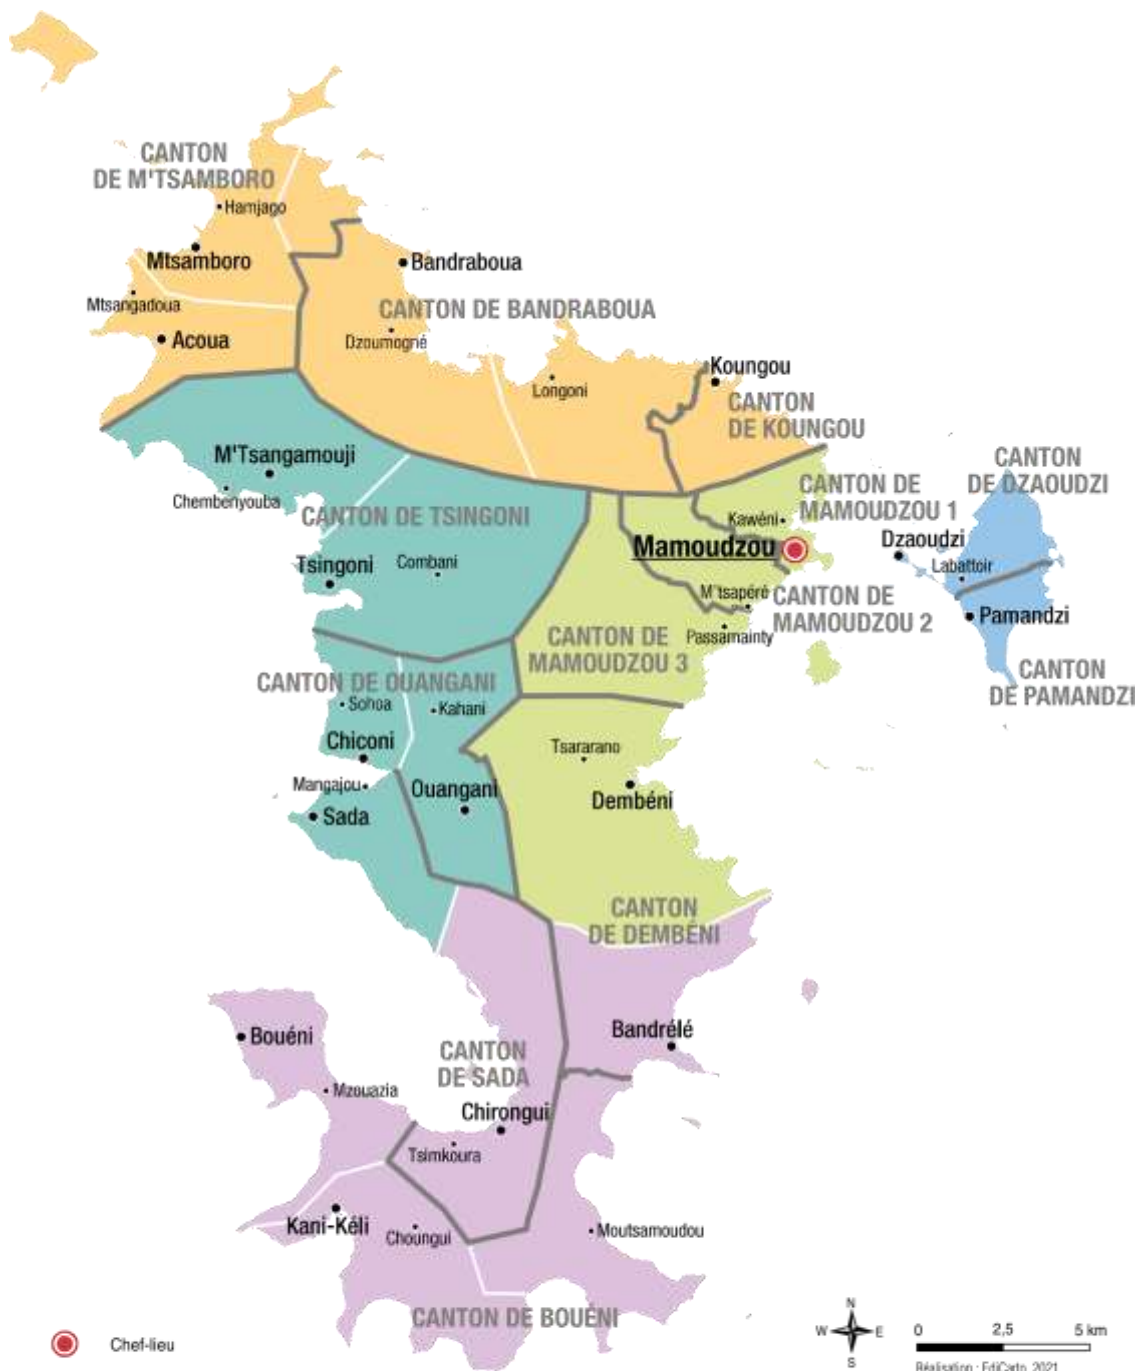 CANTON
DE M'TSAMBORO
Hamjago
Mtsamboro
Bandraboua
Mtsangadoua
CANTON DE BANDRABOUA
Acoua
Dzoumogné
Koungou
Longoni
CANTON
DE KOUNGOU
M'Tsangamouji
Chembenyouba
CANTON
DE DZAOUDZI
CANTON DE
MAMOUDZOU 1
CANTON DE TSINGONI
Kawéni
Mamoudzou
Dzaoudzi
Tsingoni
Combani
Labattoir
M'tsapéré
CANTON DE
MAMOUDZOU 2
Pamandzi
Passamainty
CANTON DE
MAMOUDZOU 3
CANTON
DE PAMANDZI
CANTON DE OUANGANI
Sohoa
Kahani
Chiconi
Tsararano
Mangajou
Ouangani
Dembéni
Sada
CANTON
DE DEMBÉNI
Bouéni
Bandrélé
CANTON
DE SADA
Mzouazia
Chirongui
Tsimkoura
Kani-Kéli
Choungui
Moutsamoudou
CANTON DE BOUÉNI
Chef-lieu
N
W E
S
0 2,5 5 km
Réalisation : EdiCarto, 2021